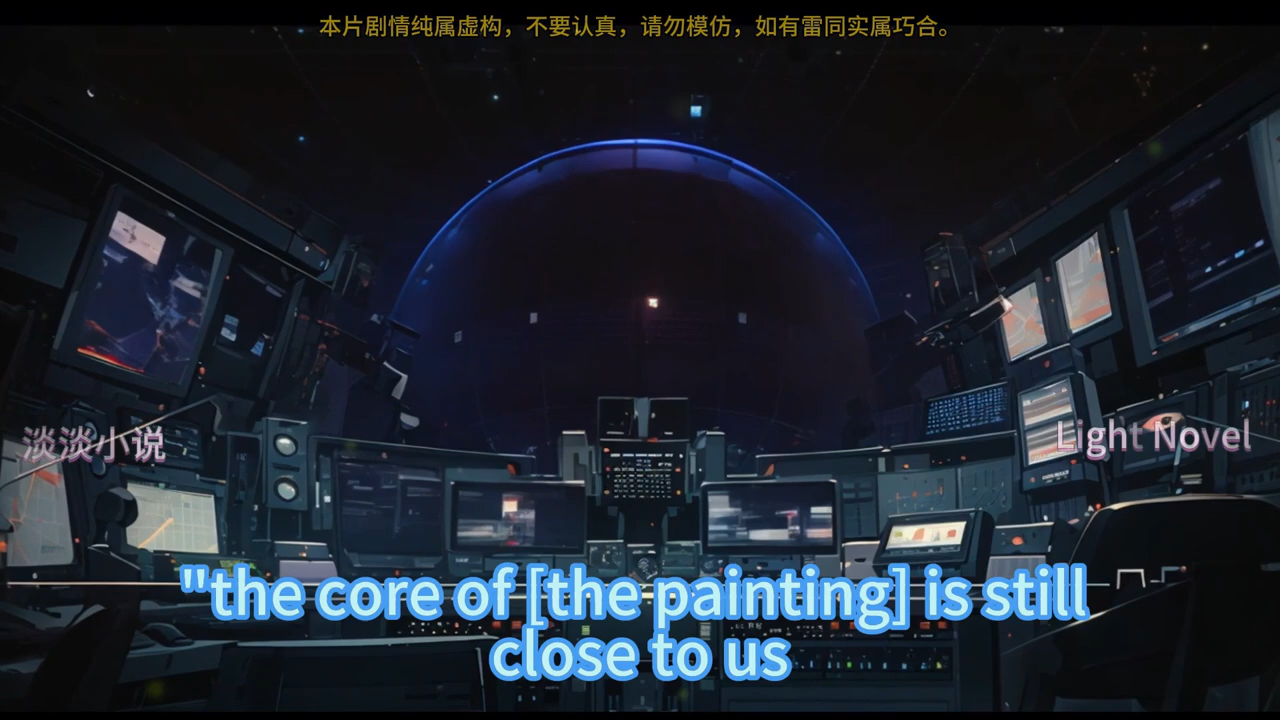 本片剧情纯属虚构，不要认真，请勿模仿，如有雷同实属巧合。
淡淡小说
Light Novel
"the core of [the painting] is still
close to us